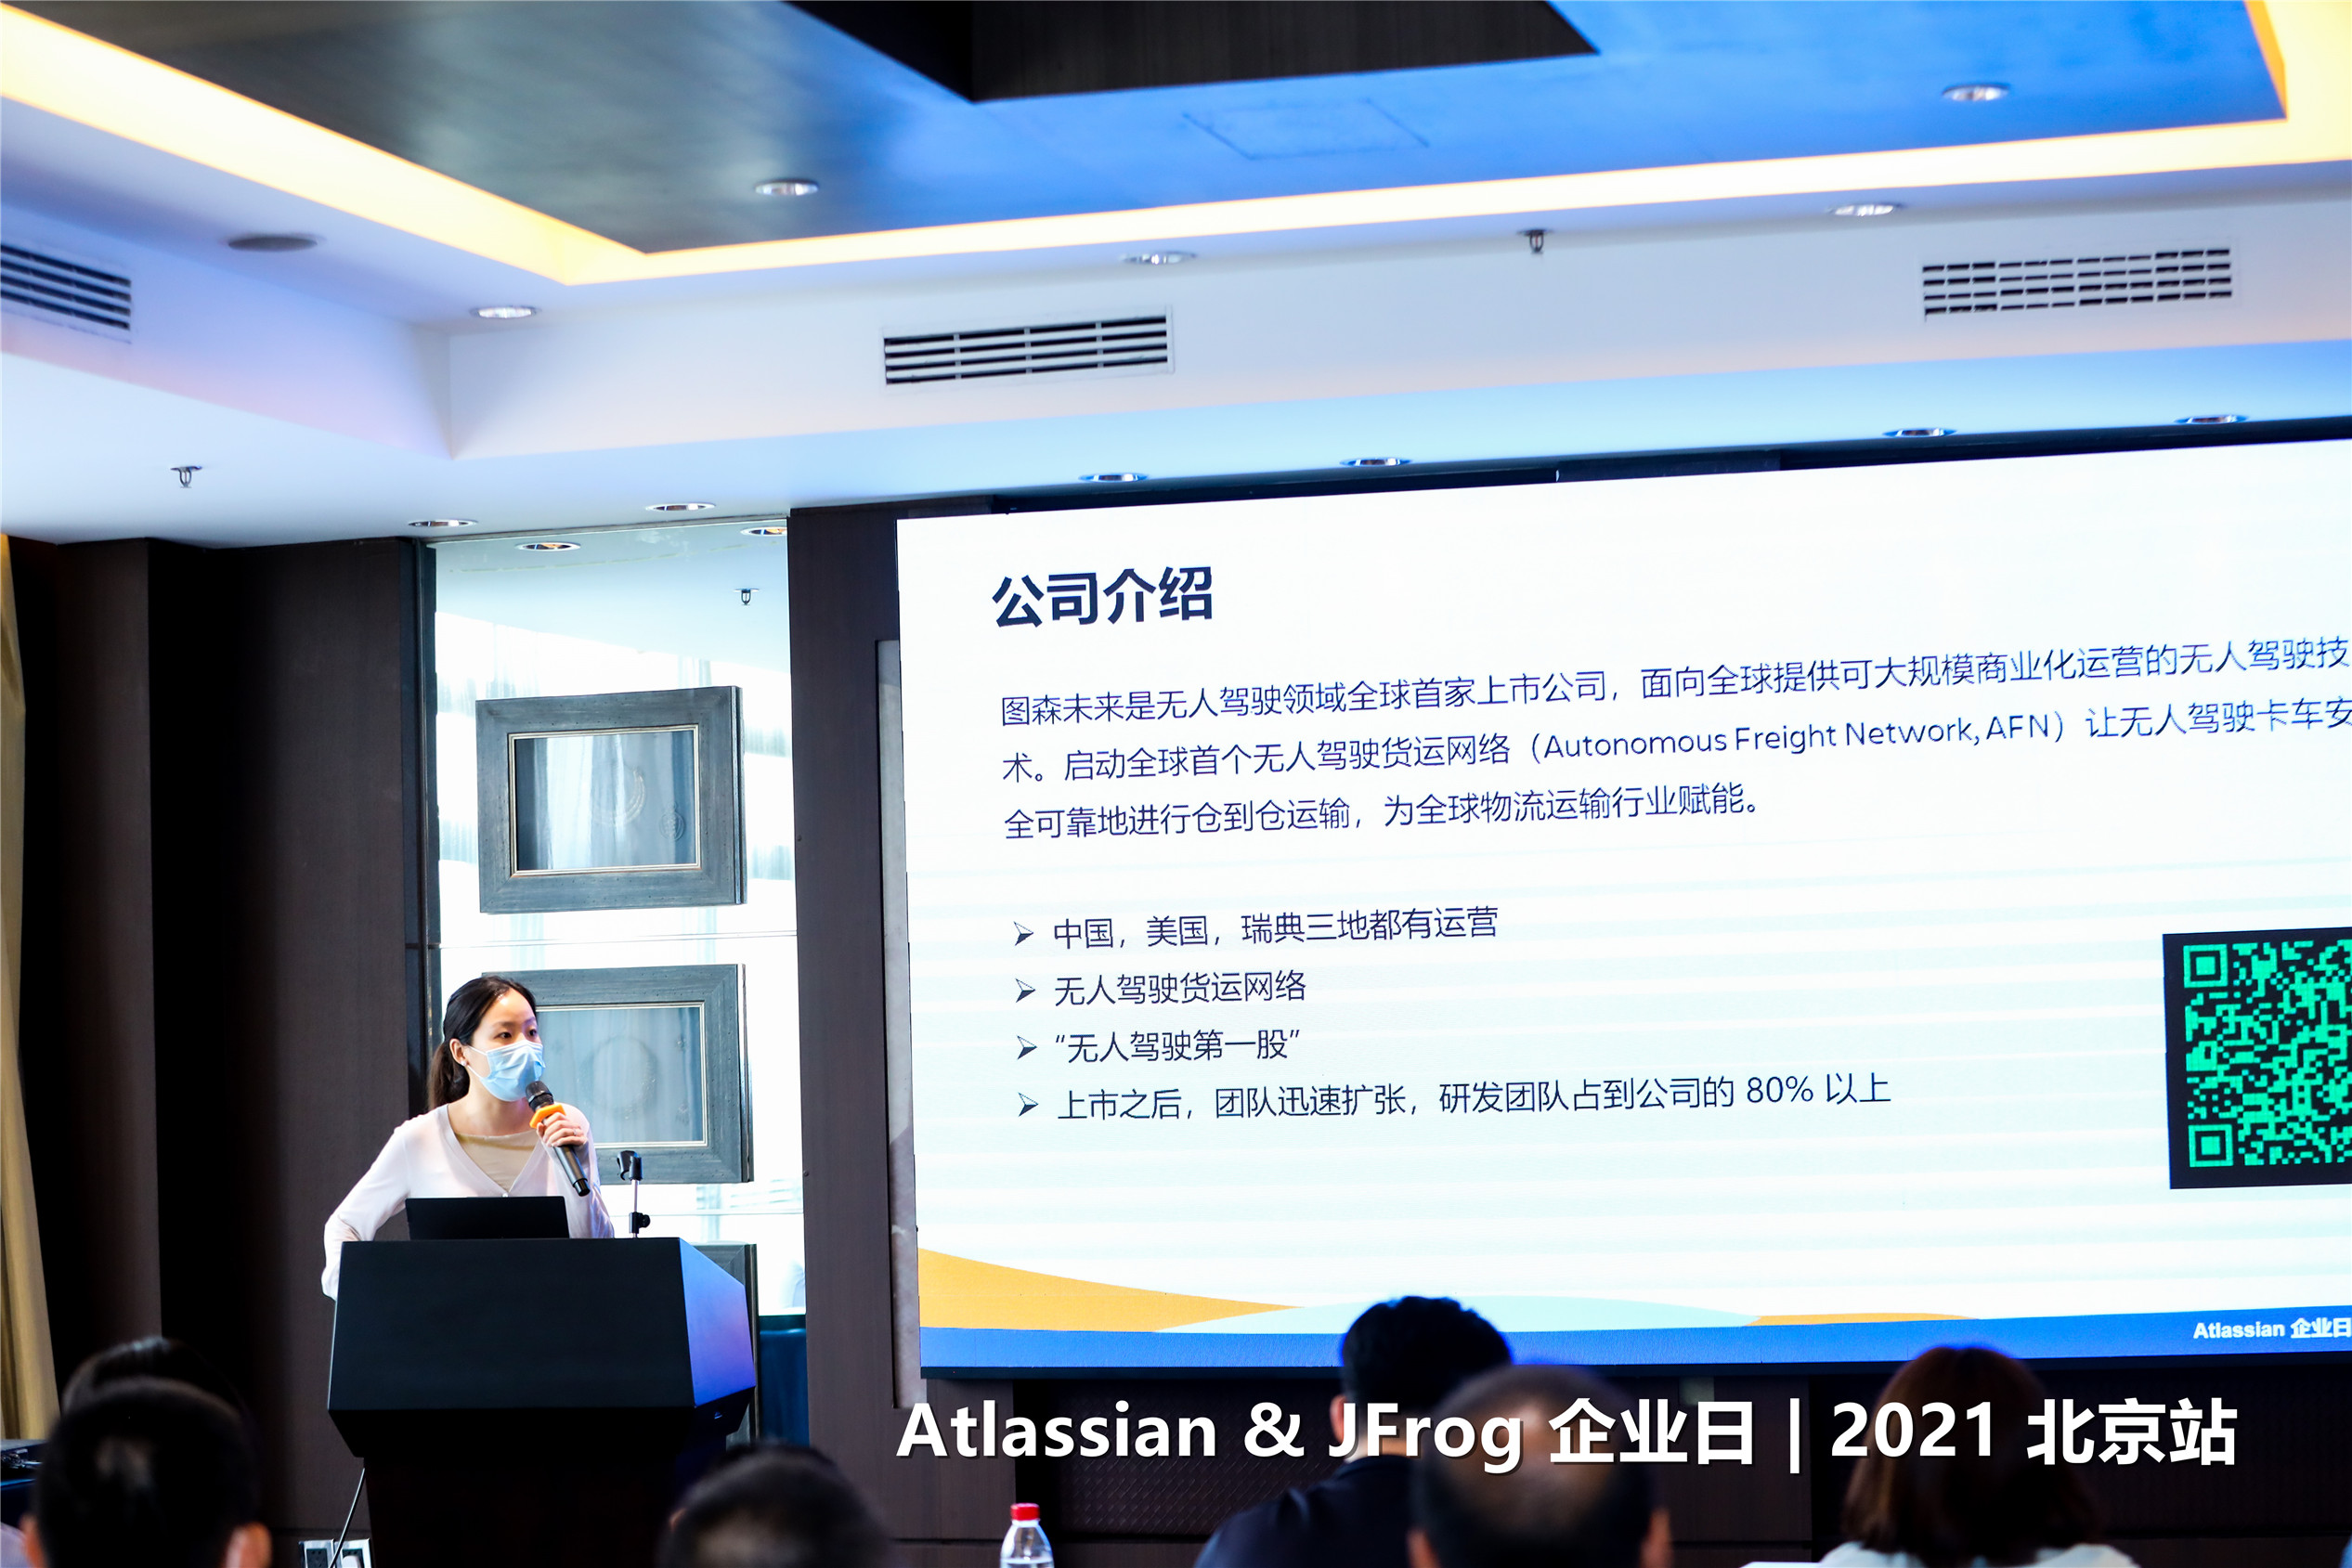 公司介绍
图森未来是无人驾驶领域全球首家上市公司，面向全球提供可大规模商业化运营的无人驾驶技
术。启动全球首个无人驾驶货运网络（Autonomous Freight Network, AFN）让无人驾驶卡车安
全可靠地进行仓到仓运输，为全球物流运输行业赋能。
➢ 中国，美国，瑞典三地都有运营
➢ 无人驾驶货运网络
➢ “无人驾驶第一股”
➢ 上市之后，团队迅速扩张，研发团队占到公司的 80% 以上
Atlassian 企业日
Atlassian & JFrog 企业日 | 2021 北京站